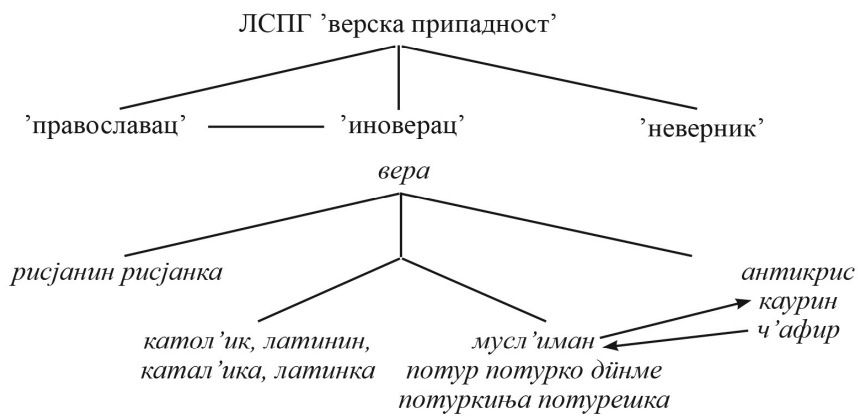 ЛСПГ ’верска припадност’
’православац’ ’иноверац’ ’неверник’
вера
рисјанин рисјанка
антикрис
каурин
ч’афир
катол’ик, латинин,
катал’ика, латинка
мусл’иман
потур потурко дӥнме
потуркиња потурешка